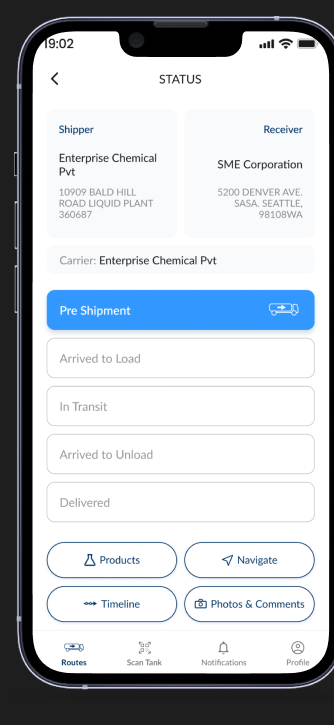 19:02
STATUS
Shipper
Enterprise Chemical
Pvt
10909 BALD HILL
ROAD LIQUID PLANT
360687
Receiver
SME Corporation
5200 DENVER AVE.
SASA. SEATTLE,
98108WA
Carrier: Enterprise Chemical Pvt
Pre Shipment
Arrived to Load
In Transit
Arrived to Unload
Delivered
Products
Navigate
Timeline
Photos & Comments
Routes
Scan Tank
Notifications
Profile